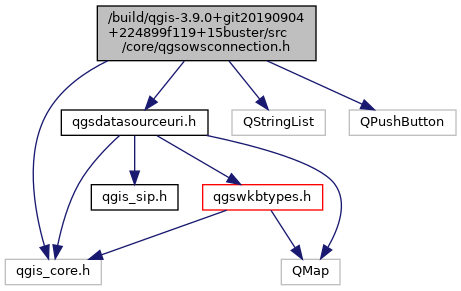 /build/qgis-3.9.0+git20190904
+224899f119+15buster/src
/core/qgsowsconnection.h
qgsdatasourceuri.h
QStringList
QPushButton
qgis_sip.h
qgswkbtypes.h
qgis_core.h
QMap